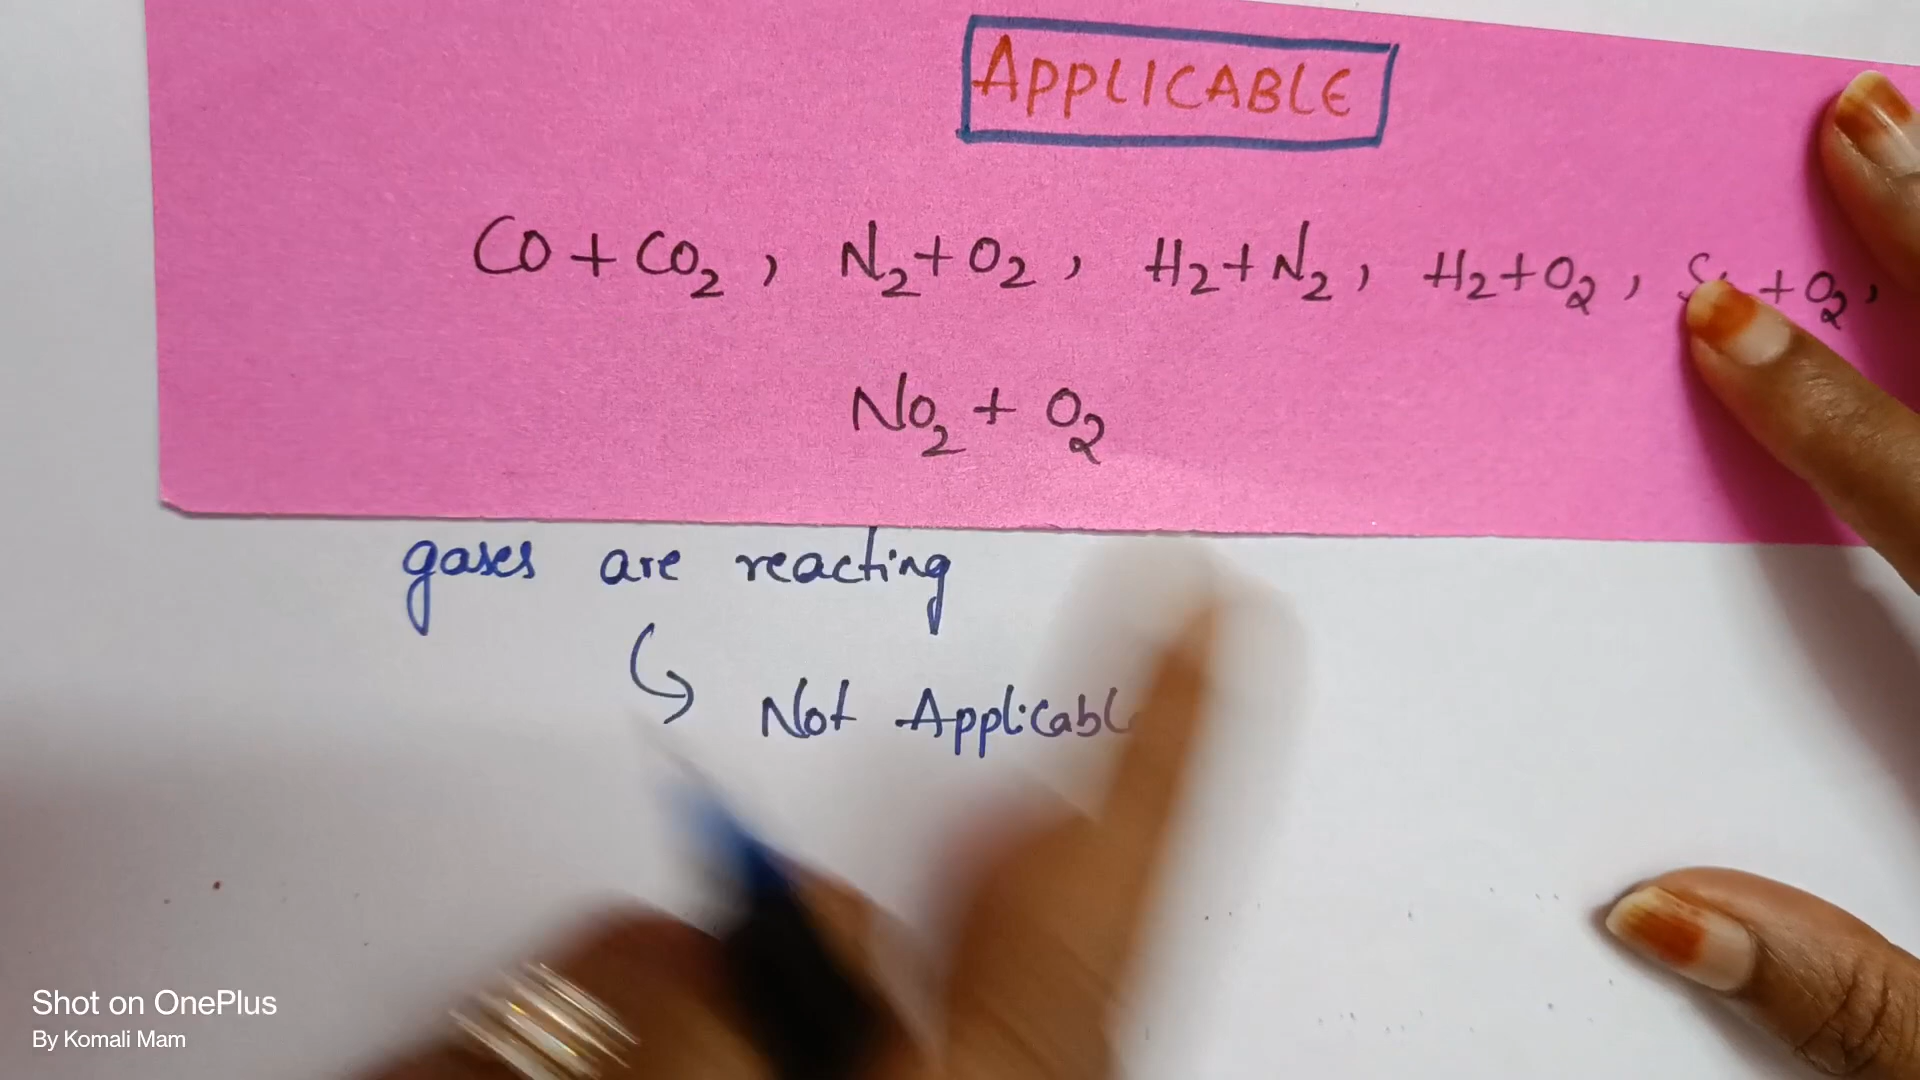 APPLICABLE
CO + CO₂ , N₂ + O₂ , H₂ + N₂ , H₂ + O₂ , + O₂ ,
NO₂ + O₂
gases are reacting
Not Applicable
Shot on OnePlus
By Komali Mam